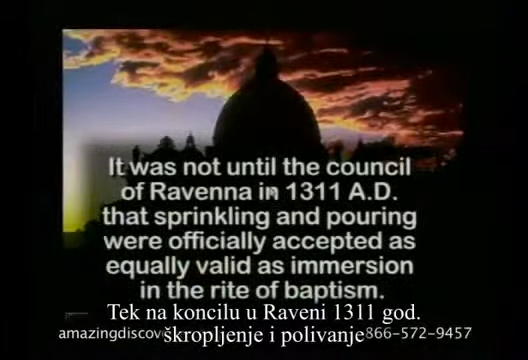 It was not until the council
of Ravenna in 1311 A.D.
that sprinkling and pouring
were officially accepted as
equally valid as immersion
in the rite of baptism.
Tek na koncilu u Raveni 1311 god.
škropljenje i polivanje
866-572-9457